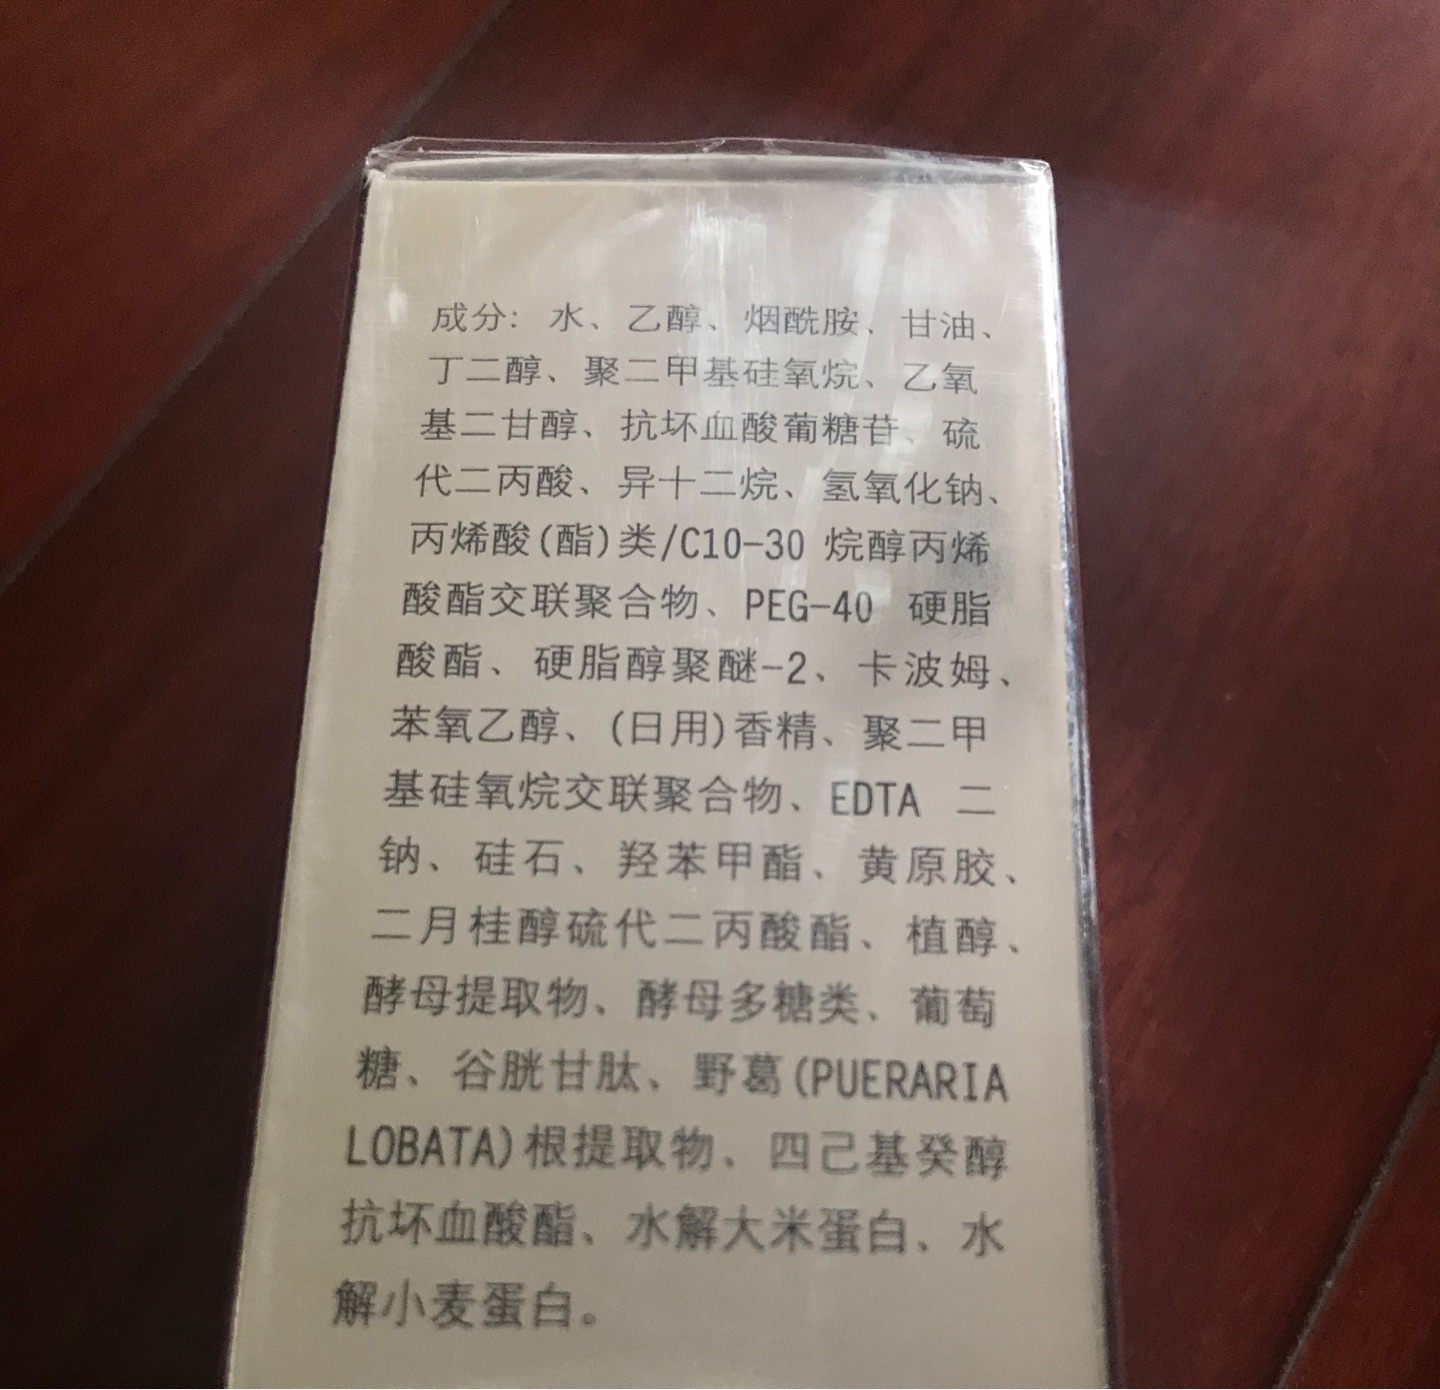 成分：水、乙醇、烟酰胺、甘油、
丁二醇、聚二甲基硅氧烷、乙氧
基二甘醇、抗坏血酸葡糖苷、硫
代二丙酸、异十二烷、氢氧化钠、
丙烯酸(酯)类/C10-30 烷醇丙烯
酸酯交联聚合物、PEG-40 硬脂
酸酯、硬脂醇聚醚-2、卡波姆、
苯氧乙醇、(日用)香精、聚二甲
基硅氧烷交联聚合物、EDTA 二
钠、硅石、羟苯甲酯、黄原胶、
二月桂醇硫代二丙酸酯、植醇、
酵母提取物、酵母多糖类、葡萄
糖、谷胱甘肽、野葛(PUERARIA
LOBATA)根提取物、四己基癸醇
抗坏血酸酯、水解大米蛋白、水
解小麦蛋白。